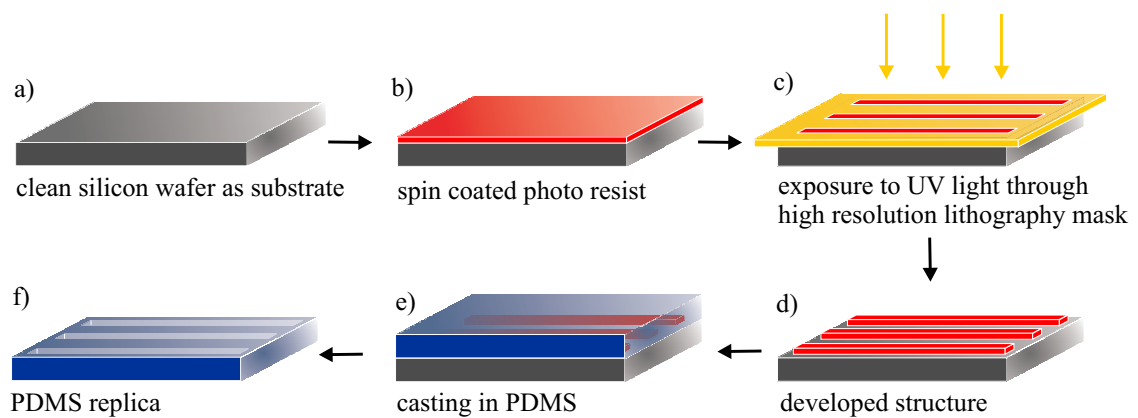 a)
clean silicon wafer as substrate
b)
spin coated photo resist
c)
exposure to UV light through
high resolution lithography mask
d)
developed structure
e)
casting in PDMS
f)
PDMS replica